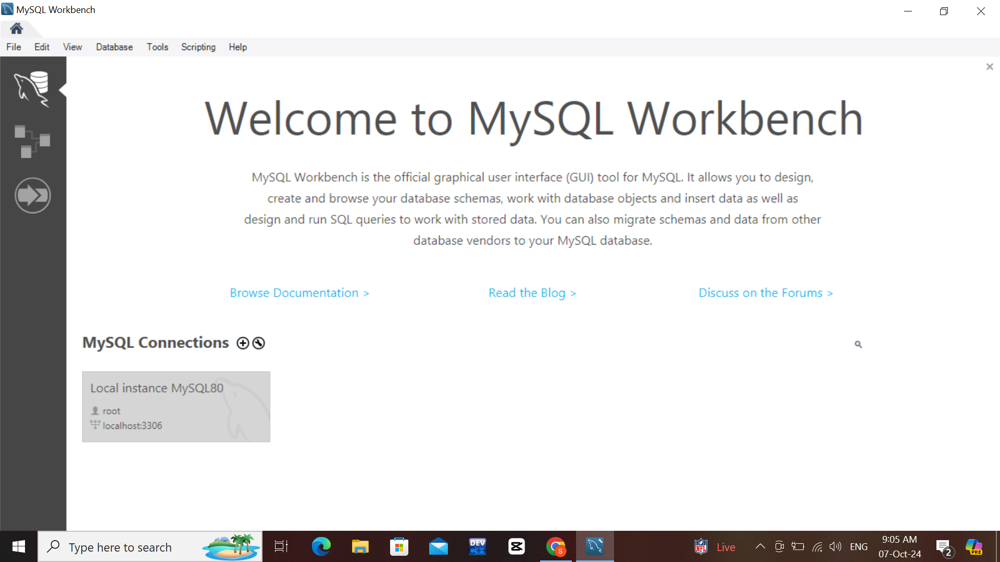 MySQL Workbench
File Edit View Database Tools Scripting Help
Welcome to MySQL Workbench
MySQL Workbench is the official graphical user interface (GUI) tool for MySQL. It allows you to design,
create and browse your database schemas, work with database objects and insert data as well as
design and run SQL queries to work with stored data. You can also migrate schemas and data from other
database vendors to your MySQL database.
Browse Documentation > Read the Blog > Discuss on the Forums >
MySQL Connections
Local instance MySQL80
root
localhost:3306
Type here to search
DEV
C++
S
NFL
Live
ENG
9:05 AM
07-Oct-24
2
PRE